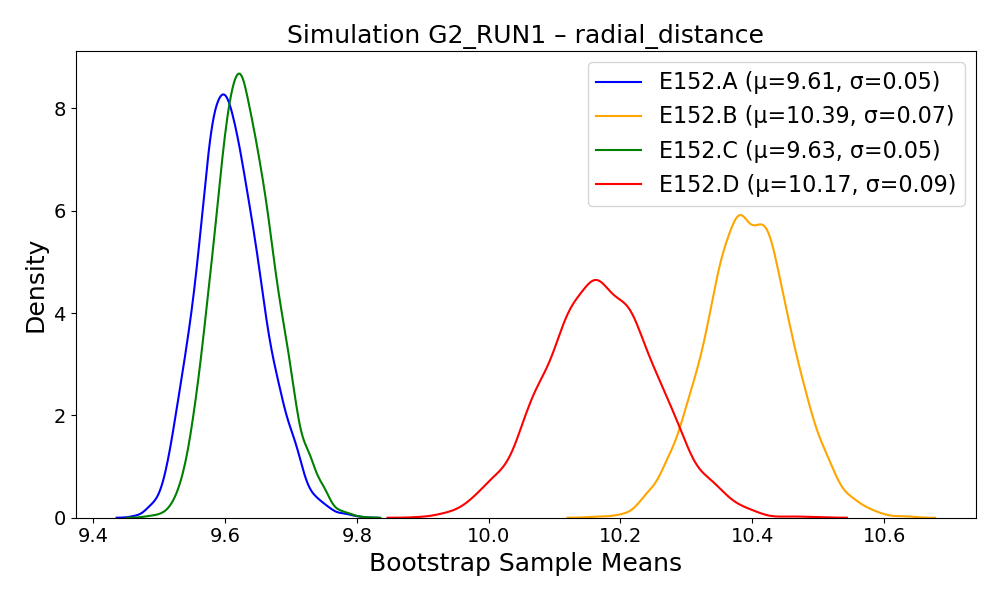 Simulation G2_RUN1 – radial_distance
E152.A (μ=9.61, σ=0.05)
E152.B (μ=10.39, σ=0.07)
E152.C (μ=9.63, σ=0.05)
E152.D (μ=10.17, σ=0.09)
Density
8
6
4
2
0
9.4 9.6 9.8 10.0 10.2 10.4 10.6
Bootstrap Sample Means